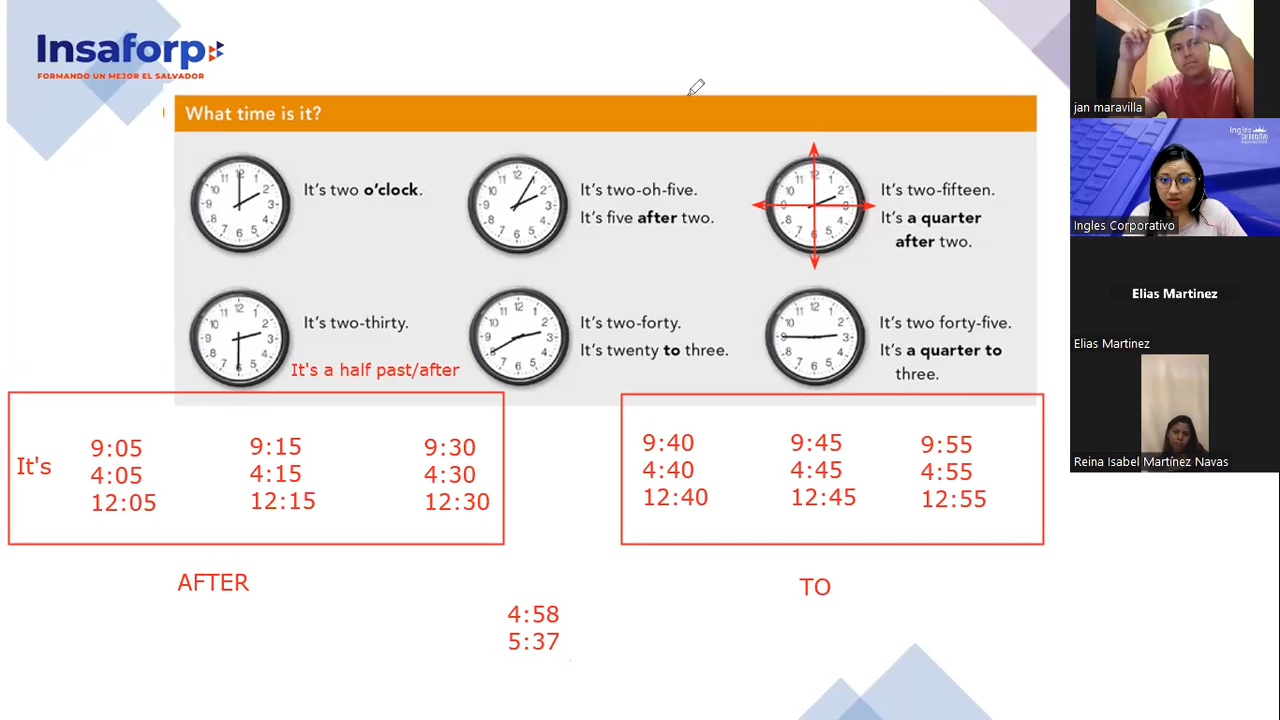 Insaforp
FORMANDO UN MEJOR EL SALVADOR
What time is it?
It's two o'clock.
It's two-oh-five.
It's five after two.
It's two-fifteen.
It's a quarter
after two.
It's two-thirty.
It's a half past/after
It's two-forty.
It's twenty to three.
It's two forty-five.
It's a quarter to
three.
It's
9:05 9:15 9:30
4:05 4:15 4:30
12:05 12:15 12:30
9:40 9:45 9:55
4:40 4:45 4:55
12:40 12:45 12:55
AFTER
TO
4:58
5:37
jan maravilla
Ingles Corporativo
Elias Martinez
Elias Martinez
Reina Isabel Martínez Navas